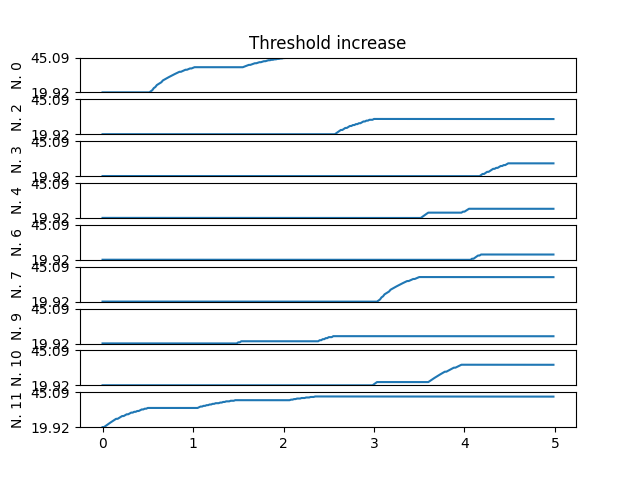 Threshold increase
45.09
N. 0
19.92
45.09
N. 2
19.92
45.09
N. 3
19.92
45.09
N. 4
19.92
45.09
N. 6
19.92
45.09
N. 7
19.92
45.09
N. 9
19.92
45.09
N. 10
19.92
45.09
N. 11
19.92
0 1 2 3 4 5